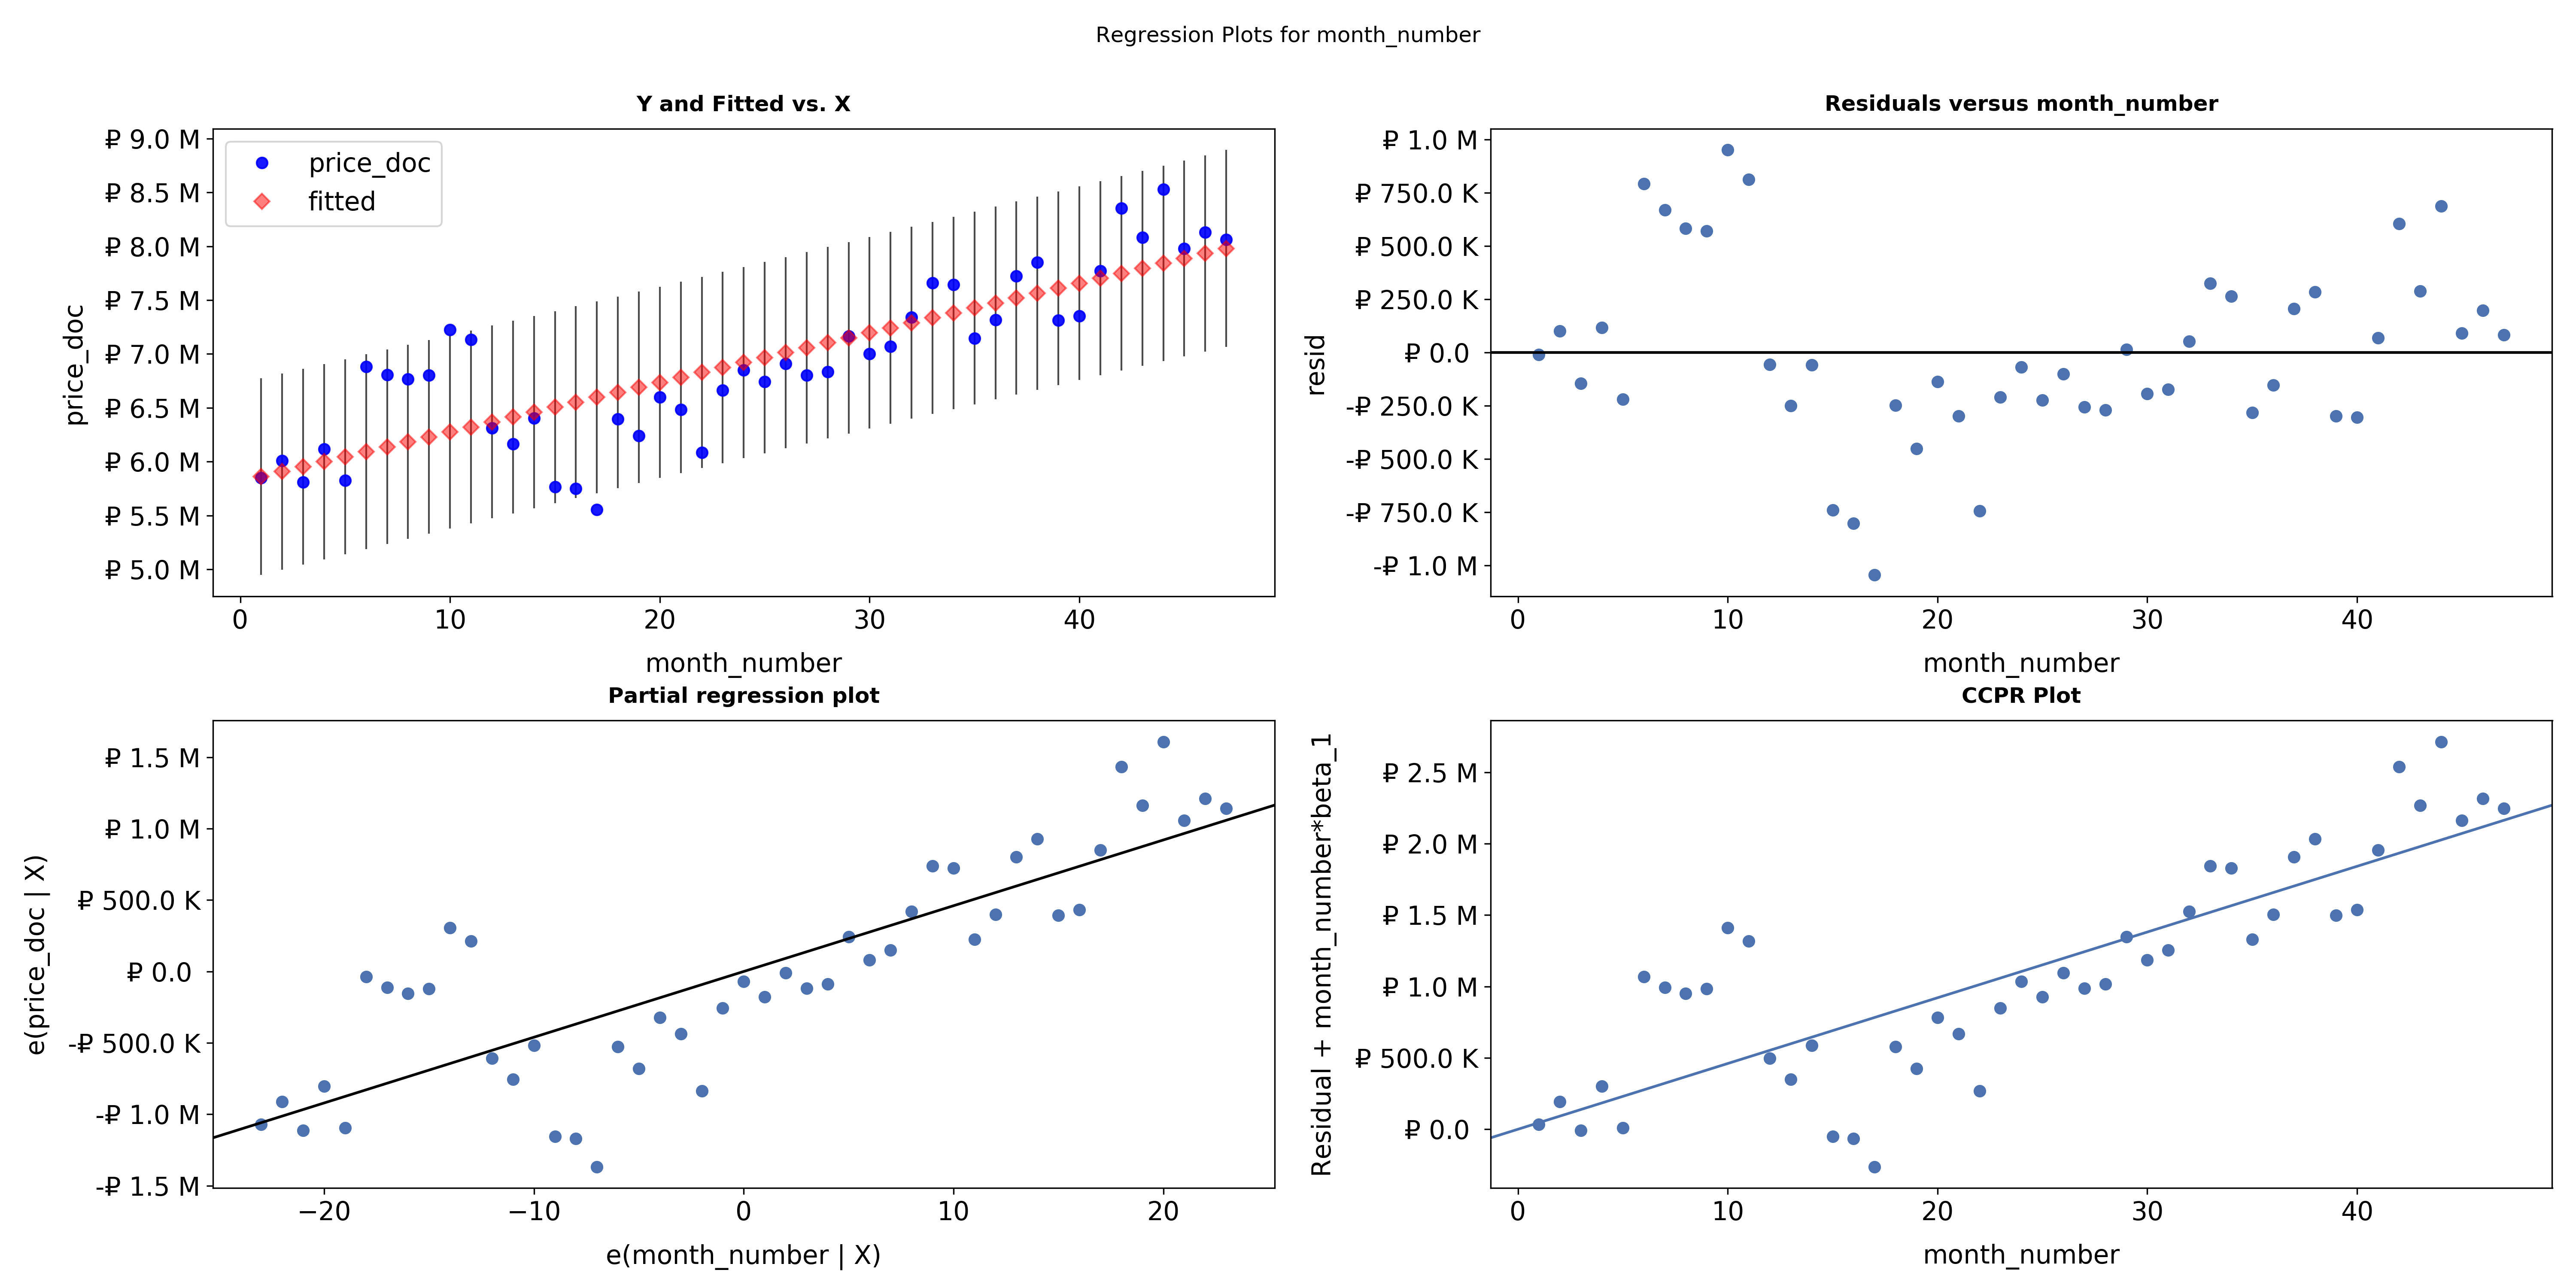 Regression Plots for month_number
Y and Fitted vs. X
₽ 9.0 M
₽ 8.5 M
₽ 8.0 M
₽ 7.5 M
₽ 7.0 M
₽ 6.5 M
₽ 6.0 M
₽ 5.5 M
₽ 5.0 M
price_doc
price_doc
fitted
0 10 20 30 40
month_number
Residuals versus month_number
₽ 1.0 M
₽ 750.0 K
₽ 500.0 K
₽ 250.0 K
₽ 0.0
-₽ 250.0 K
-₽ 500.0 K
-₽ 750.0 K
-₽ 1.0 M
resid
0 10 20 30 40
month_number
Partial regression plot
₽ 1.5 M
₽ 1.0 M
₽ 500.0 K
₽ 0.0
-₽ 500.0 K
-₽ 1.0 M
-₽ 1.5 M
e(price_doc | X)
−20 −10 0 10 20
e(month_number | X)
CCPR Plot
₽ 2.5 M
₽ 2.0 M
₽ 1.5 M
₽ 1.0 M
₽ 500.0 K
₽ 0.0
Residual + month_number*beta_1
0 10 20 30 40
month_number